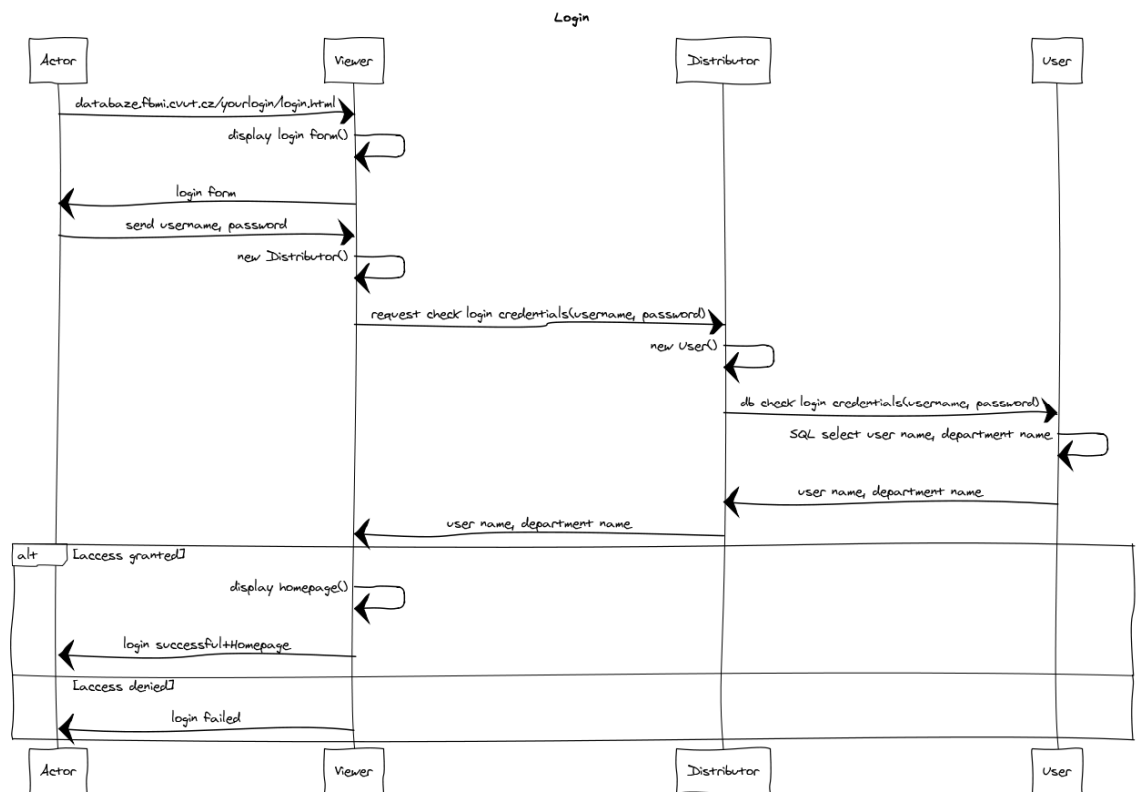 Login
Actor
Viewer
Distributor
User
databaze.fbmi.cvut.cz/yourlogin/login.html
display login form()
login form
send username, password
new Distributor()
request check login credentials(username, password)
new User()
db check login credentials(username, password)
SQL select user name, department name
user name, department name
user name, department name
alt [access granted]
display homepage()
login successful+Homepage
[access denied]
login failed
Actor
Viewer
Distributor
User